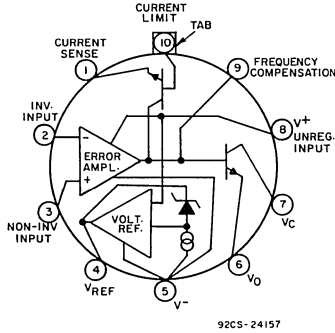 CURRENT
LIMIT
TAB
10
CURRENT
SENSE
1
9
FREQUENCY
COMPENSATION
INV.
INPUT
2
-
ERROR
AMPL.
+
8
V+
UNREG.
INPUT
3
NON-INV
INPUT
VOLT.
REF.
7
VC
4
VREF
5
V-
6
VO
92CS-24157